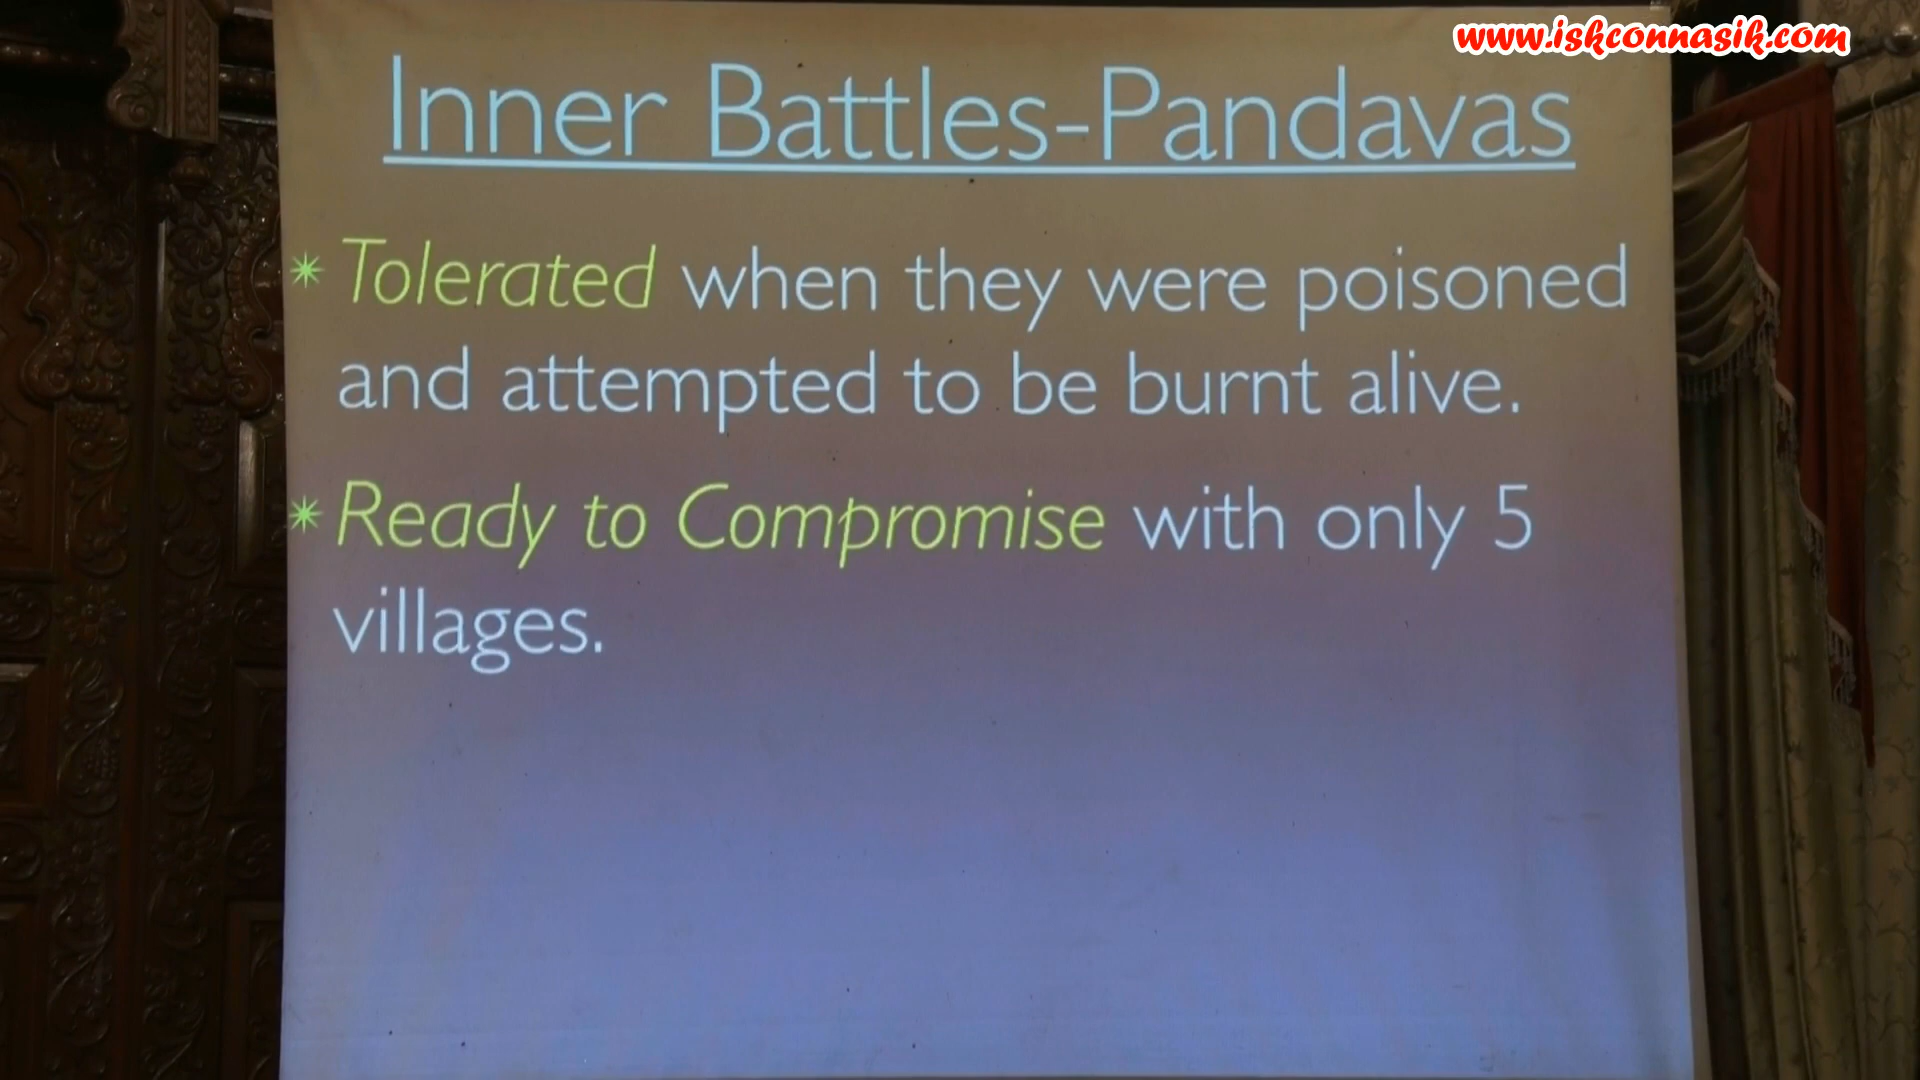 www.iskconnasik.com
Inner Battles-Pandavas
* Tolerated when they were poisoned
and attempted to be burnt alive.
* Ready to Compromise with only 5
villages.